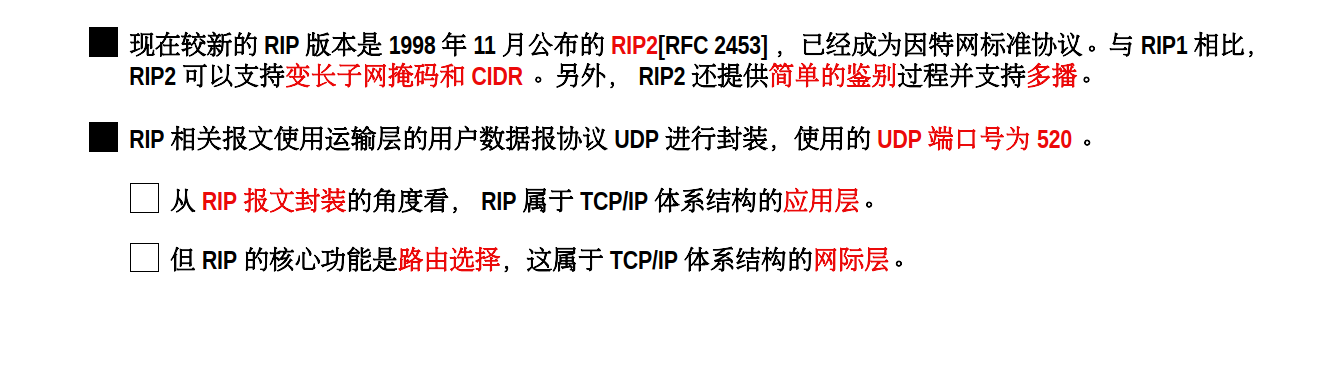 现在较新的 RIP 版本是 1998 年 11 月公布的 RIP2[RFC 2453] ，已经成为因特网标准协议。与 RIP1 相比，
RIP2 可以支持变长子网掩码和 CIDR 。另外， RIP2 还提供简单的鉴别过程并支持多播。
RIP 相关报文使用运输层的用户数据报协议 UDP 进行封装，使用的 UDP 端口号为 520 。
从 RIP 报文封装的角度看， RIP 属于 TCP/IP 体系结构的应用层。
但 RIP 的核心功能是路由选择，这属于 TCP/IP 体系结构的网际层。